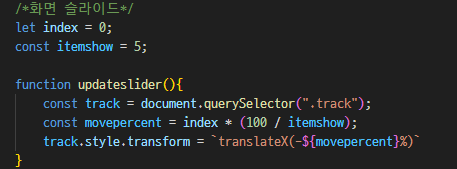 /*화면 슬라이드*/
let index = 0;
const itemshow = 5;
function updateslider(){
const track = document.querySelector(".track");
const movepercent = index * (100 / itemshow);
track.style.transform = `translateX(-${movepercent}%)`
}